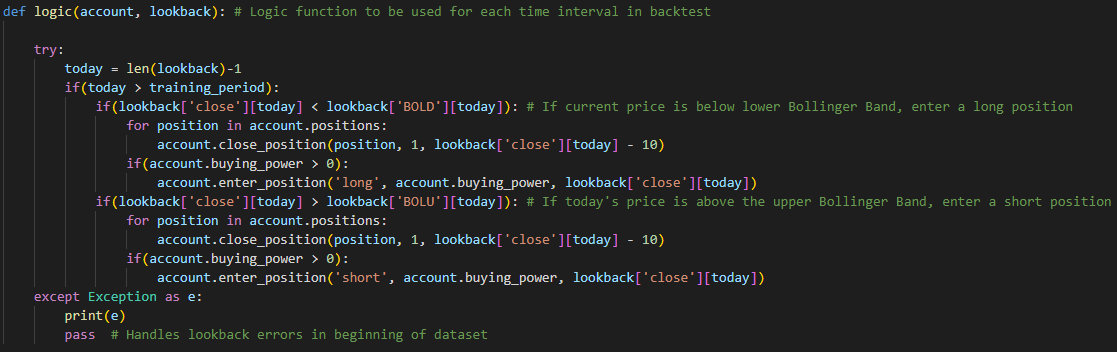 def logic(account, lookback): # Logic function to be used for each time interval in backtest
try:
today = len(lookback)-1
if(today > training_period):
if(lookback['close'][today] < lookback['BOLD'][today]): # If current price is below lower Bollinger Band, enter a long position
for position in account.positions:
account.close_position(position, 1, lookback['close'][today] - 10)
if(account.buying_power > 0):
account.enter_position('long', account.buying_power, lookback['close'][today])
if(lookback['close'][today] > lookback['BOLU'][today]): # If today's price is above the upper Bollinger Band, enter a short position
for position in account.positions:
account.close_position(position, 1, lookback['close'][today] - 10)
if(account.buying_power > 0):
account.enter_position('short', account.buying_power, lookback['close'][today])
except Exception as e:
print(e)
pass  # Handles lookback errors in beginning of dataset